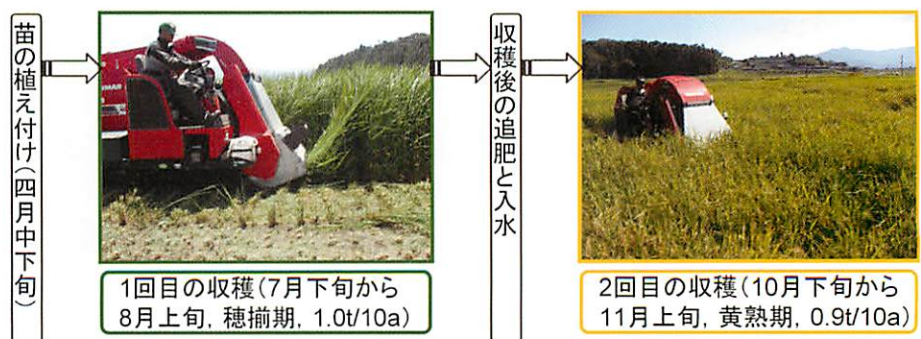 苗の植え付け(四月中下旬)
1回目の収穫(7月下旬から
8月上旬, 穂揃期, 1.0t/10a)
収穫後の追肥と入水
2回目の収穫(10月下旬から
11月上旬, 黄熟期, 0.9t/10a)